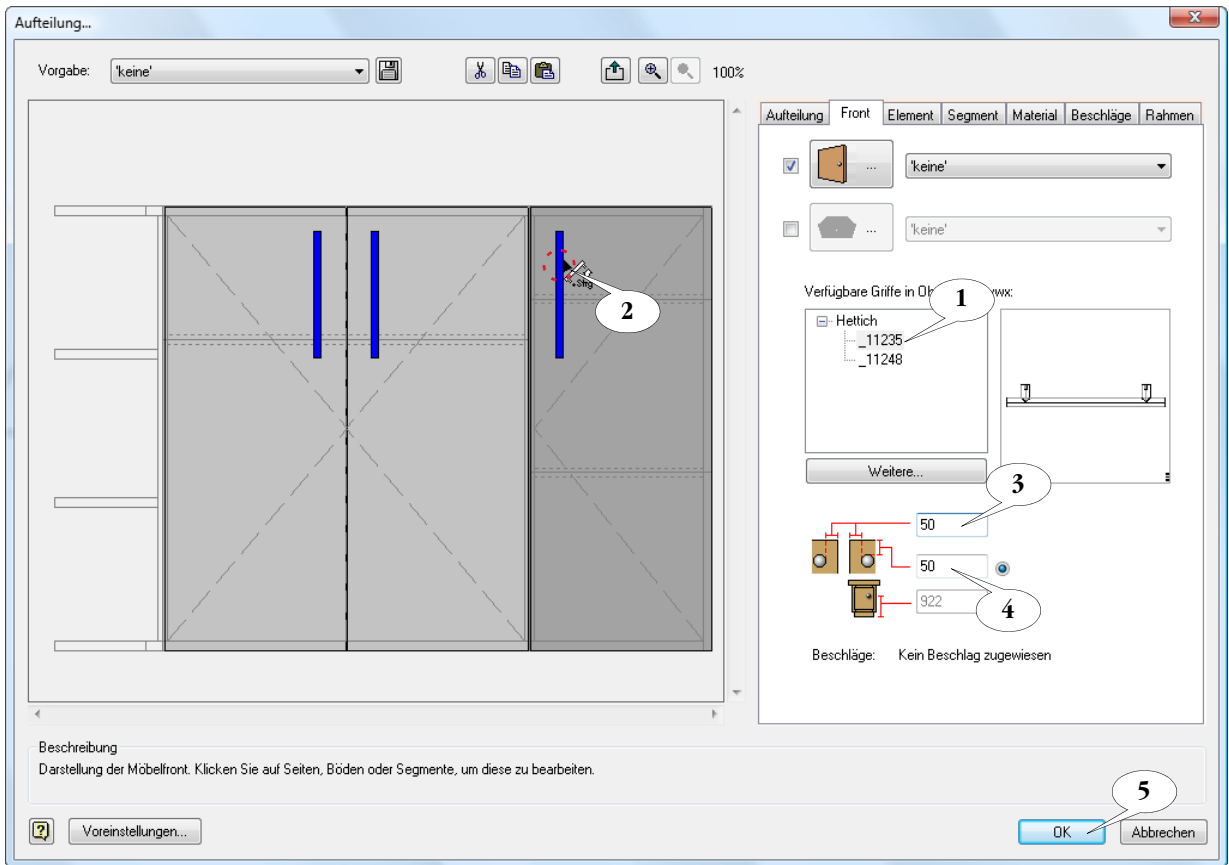 Aufteilung...
Vorgabe: 'keine' 100%
Aufteilung Front Element Segment Material Beschläge Rahmen
... 'keine'
... 'keine'
Strg
2
Verfügbare Griffe in
1
Hettich
_11235
_11248
Weitere...
3
50
50
922
4
Beschläge: Kein Beschlag zugewiesen
Beschreibung
Darstellung der Möbelfront. Klicken Sie auf Seiten, Böden oder Segmente, um diese zu bearbeiten.
5
Voreinstellungen... OK Abbrechen